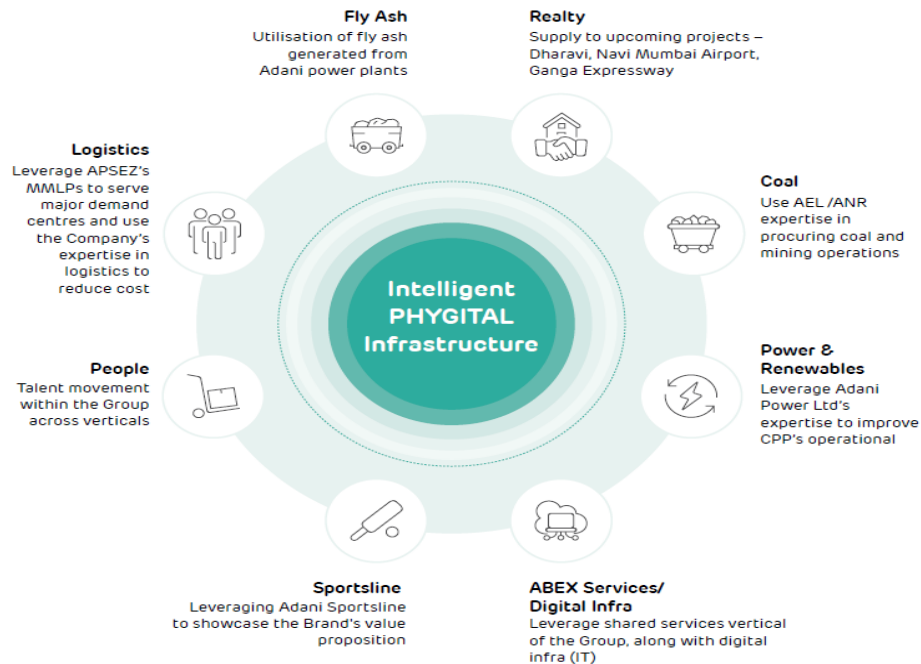 Fly Ash
Utilisation of fly ash
generated from
Adani power plants
Realty
Supply to upcoming projects –
Dharavi, Navi Mumbai Airport,
Ganga Expressway
Logistics
Leverage APSEZ's
MMLPs to serve
major demand
centres and use
the Company's
expertise in
logistics to
reduce cost
Coal
Use AEL /ANR
expertise in
procuring coal and
mining operations
Intelligent
PHYGITAL
Infrastructure
People
Talent movement
within the Group
across verticals
Power &
Renewables
Leverage Adani
Power Ltd's
expertise to improve
CPP's operational
Sportsline
Leveraging Adani Sportsline
to showcase the Brand's value
proposition
ABEX Services/
Digital Infra
Leverage shared services vertical
of the Group, along with digital
infra (IT)